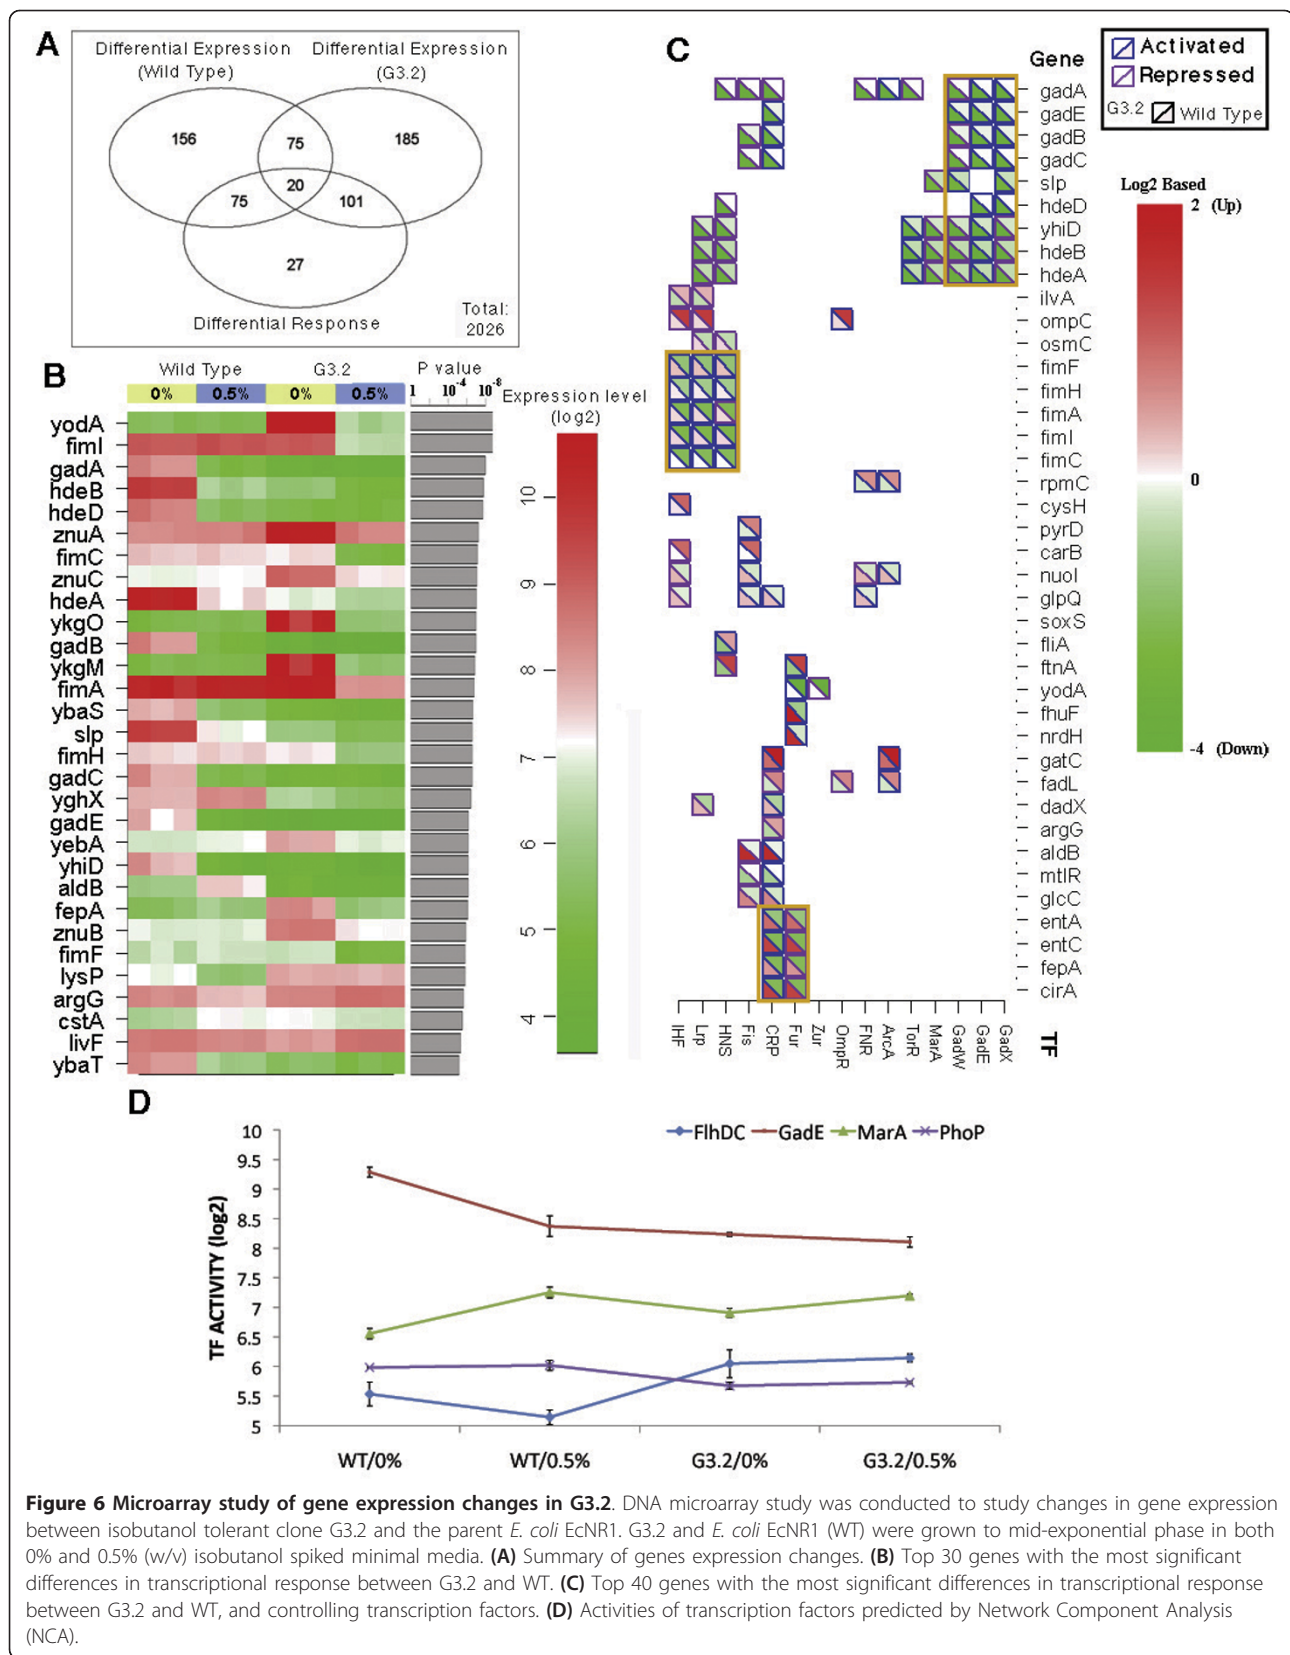 A
Differential Expression
(Wild Type)
Differential Expression
(G3.2)
156
75
185
20
75
101
27
Differential Response
Total:
2026
B
Wild Type
G3.2
P value
0%
0.5%
0%
0.5%
1
10-4
10-8
Expression level
(log2)
yodA
fimI
gadA
hdeB
hdeD
znuA
fimC
znuC
hdeA
ykgO
gadB
ykgM
fimA
ybaS
slp
fimH
gadC
yghX
gadE
yebA
yhiD
aldB
fepA
znuB
fimF
lysP
argG
cstA
livF
ybaT
10
9
8
7
6
5
4
C
Gene
Activated
Repressed
G3.2
Wild Type
gadA
gadE
gadB
gadC
slp
hdeD
yhiD
hdeB
hdeA
ilvA
ompC
osmC
fimF
fimH
fimA
fimI
fimC
rpmC
cysH
pyrD
carB
nuoI
glpQ
soxS
fliA
ftnA
yodA
fhuF
nrdH
gatC
fadL
dadX
argG
aldB
mtlR
glcC
entA
entC
fepA
cirA
IHF
Lrp
HNS
Fis
CRP
Fur
Zur
OmpR
FNR
ArcA
TorR
MarA
GadW
GadE
GadX
TF
Log2 Based
2 (Up)
0
-4 (Down)
D
FlhDC
GadE
MarA
PhoP
TF ACTIVITY (log2)
10
9.5
9
8.5
8
7.5
7
6.5
6
5.5
5
WT/0%
WT/0.5%
G3.2/0%
G3.2/0.5%
Figure 6 Microarray study of gene expression changes in G3.2. DNA microarray study was conducted to study changes in gene expression
between isobutanol tolerant clone G3.2 and the parent E. coli EcNR1. G3.2 and E. coli EcNR1 (WT) were grown to mid-exponential phase in both
0% and 0.5% (w/v) isobutanol spiked minimal media. (A) Summary of genes expression changes. (B) Top 30 genes with the most significant
differences in transcriptional response between G3.2 and WT. (C) Top 40 genes with the most significant differences in transcriptional response
between G3.2 and WT, and controlling transcription factors. (D) Activities of transcription factors predicted by Network Component Analysis
(NCA).